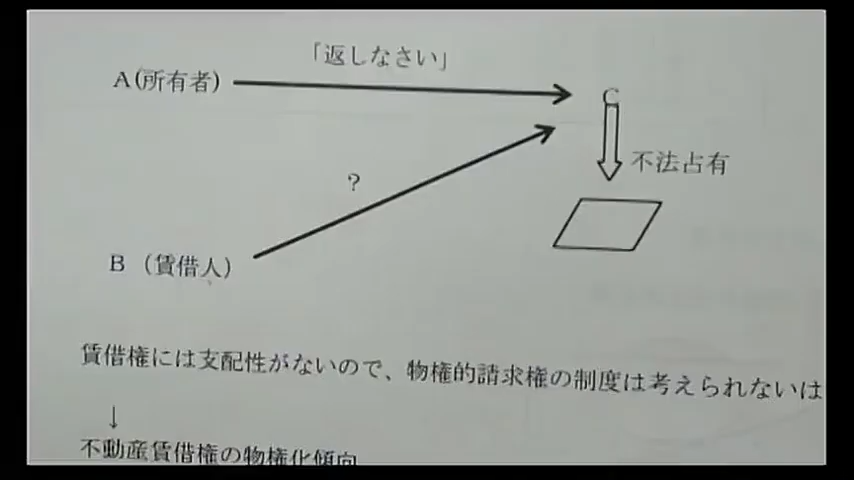 「返しなさい」
A(所有者)
C
不法占有
?
B（賃借人）
賃借権には支配性がないので、物権的請求権の制度は考えられないは
↓
不動産賃借権の物権化傾向